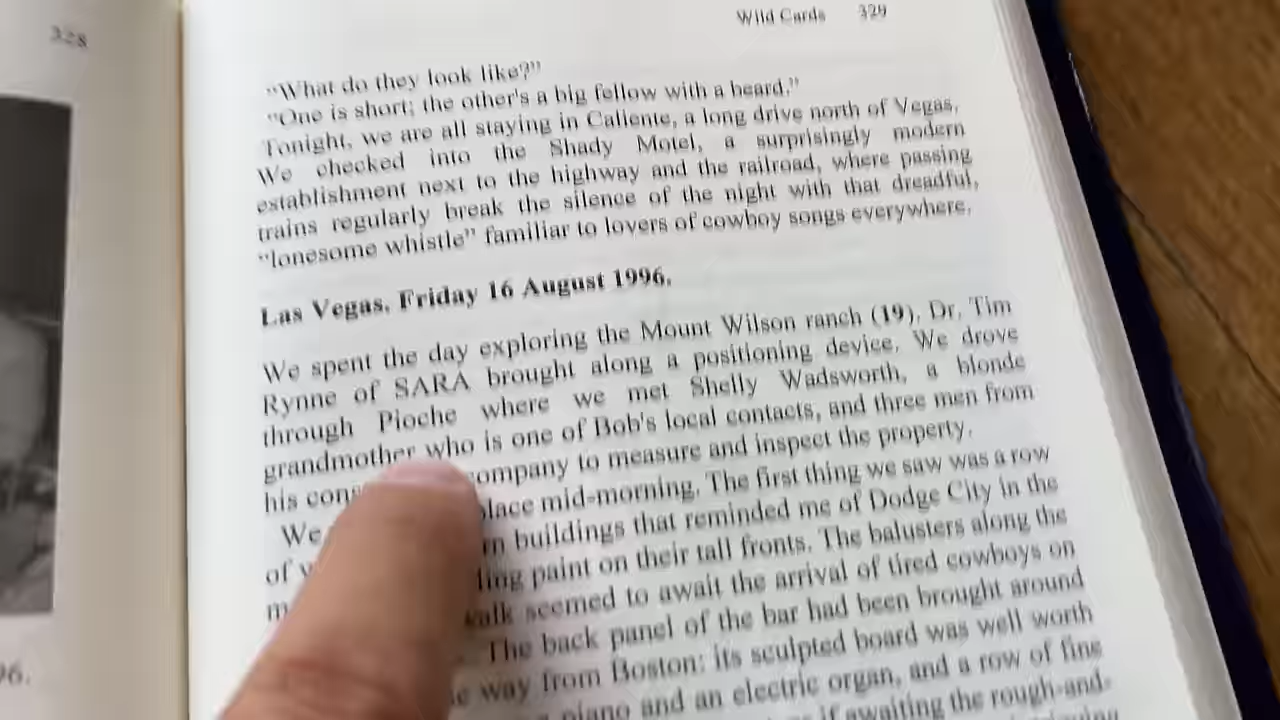 328
Wild Cards 329
"What do they look like?"
"One is short; the other's a big fellow with a beard."
Tonight, we are all staying in Caliente, a long drive north of Vegas.
We checked into the Shady Motel, a surprisingly modern
establishment next to the highway and the railroad, where passing
trains regularly break the silence of the night with that dreadful,
"lonesome whistle" familiar to lovers of cowboy songs everywhere.
Las Vegas. Friday 16 August 1996.
We spent the day exploring the Mount Wilson ranch (19). Dr. Tim
Rynne of SARA brought along a positioning device. We drove
through Pioche where we met Shelly Wadsworth, a blonde
grandmother who is one of Bob's local contacts, and three men from
his company to measure and inspect the property.
We place mid-morning. The first thing we saw was a row
of buildings that reminded me of Dodge City in the
paint on their tall fronts. The balusters along the
seemed to await the arrival of tired cowboys on
The back panel of the bar had been brought around
way from Boston: its sculpted board was well worth
piano and an electric organ, and a row of fine
if awaiting the rough-and-
96.